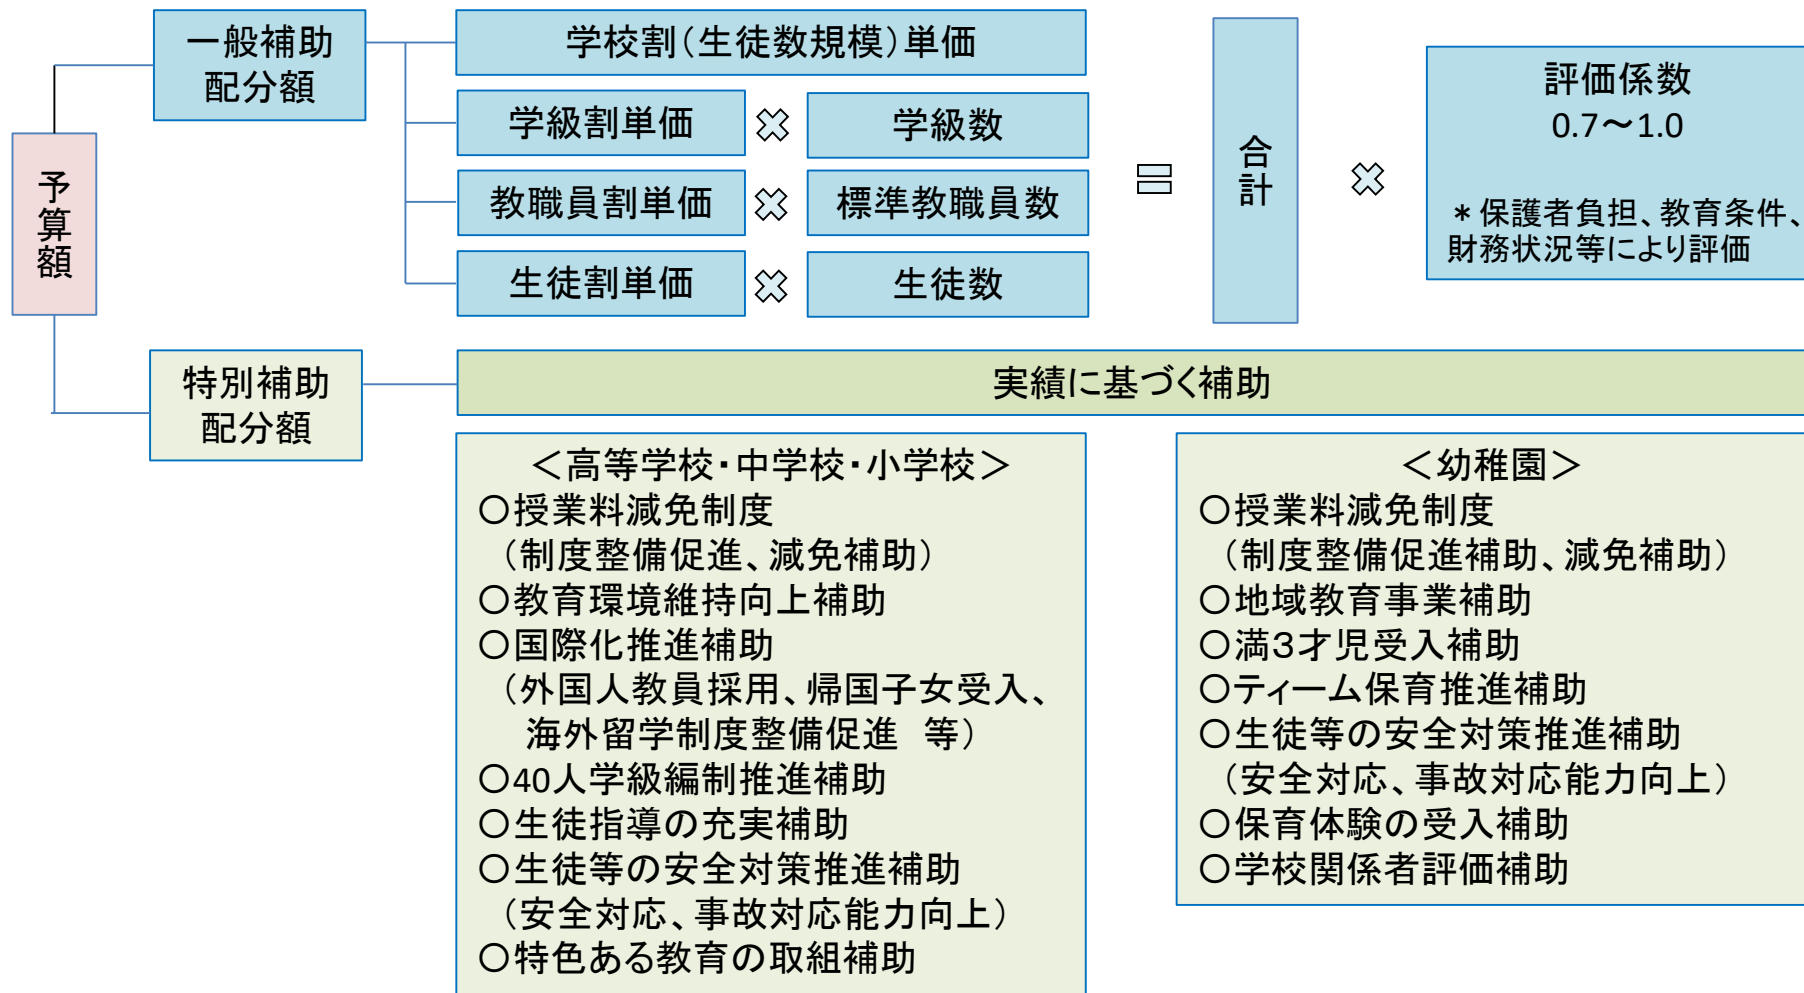 予算額
一般補助
配分額
学校割(生徒数規模)単価
学級割単価
学級数
教職員割単価
標準教職員数
生徒割単価
生徒数
=
合計
評価係数
0.7~1.0
*保護者負担、教育条件、
財務状況等により評価
特別補助
配分額
実績に基づく補助
<高等学校・中学校・小学校>
○授業料減免制度
(制度整備促進、減免補助)
○教育環境維持向上補助
○国際化推進補助
(外国人教員採用、帰国子女受入、
海外留学制度整備促進 等)
○40人学級編制推進補助
○生徒指導の充実補助
○生徒等の安全対策推進補助
(安全対応、事故対応能力向上)
○特色ある教育の取組補助
<幼稚園>
○授業料減免制度
(制度整備促進補助、減免補助)
○地域教育事業補助
○満3才児受入補助
○ティーム保育推進補助
○生徒等の安全対策推進補助
(安全対応、事故対応能力向上)
○保育体験の受入補助
○学校関係者評価補助